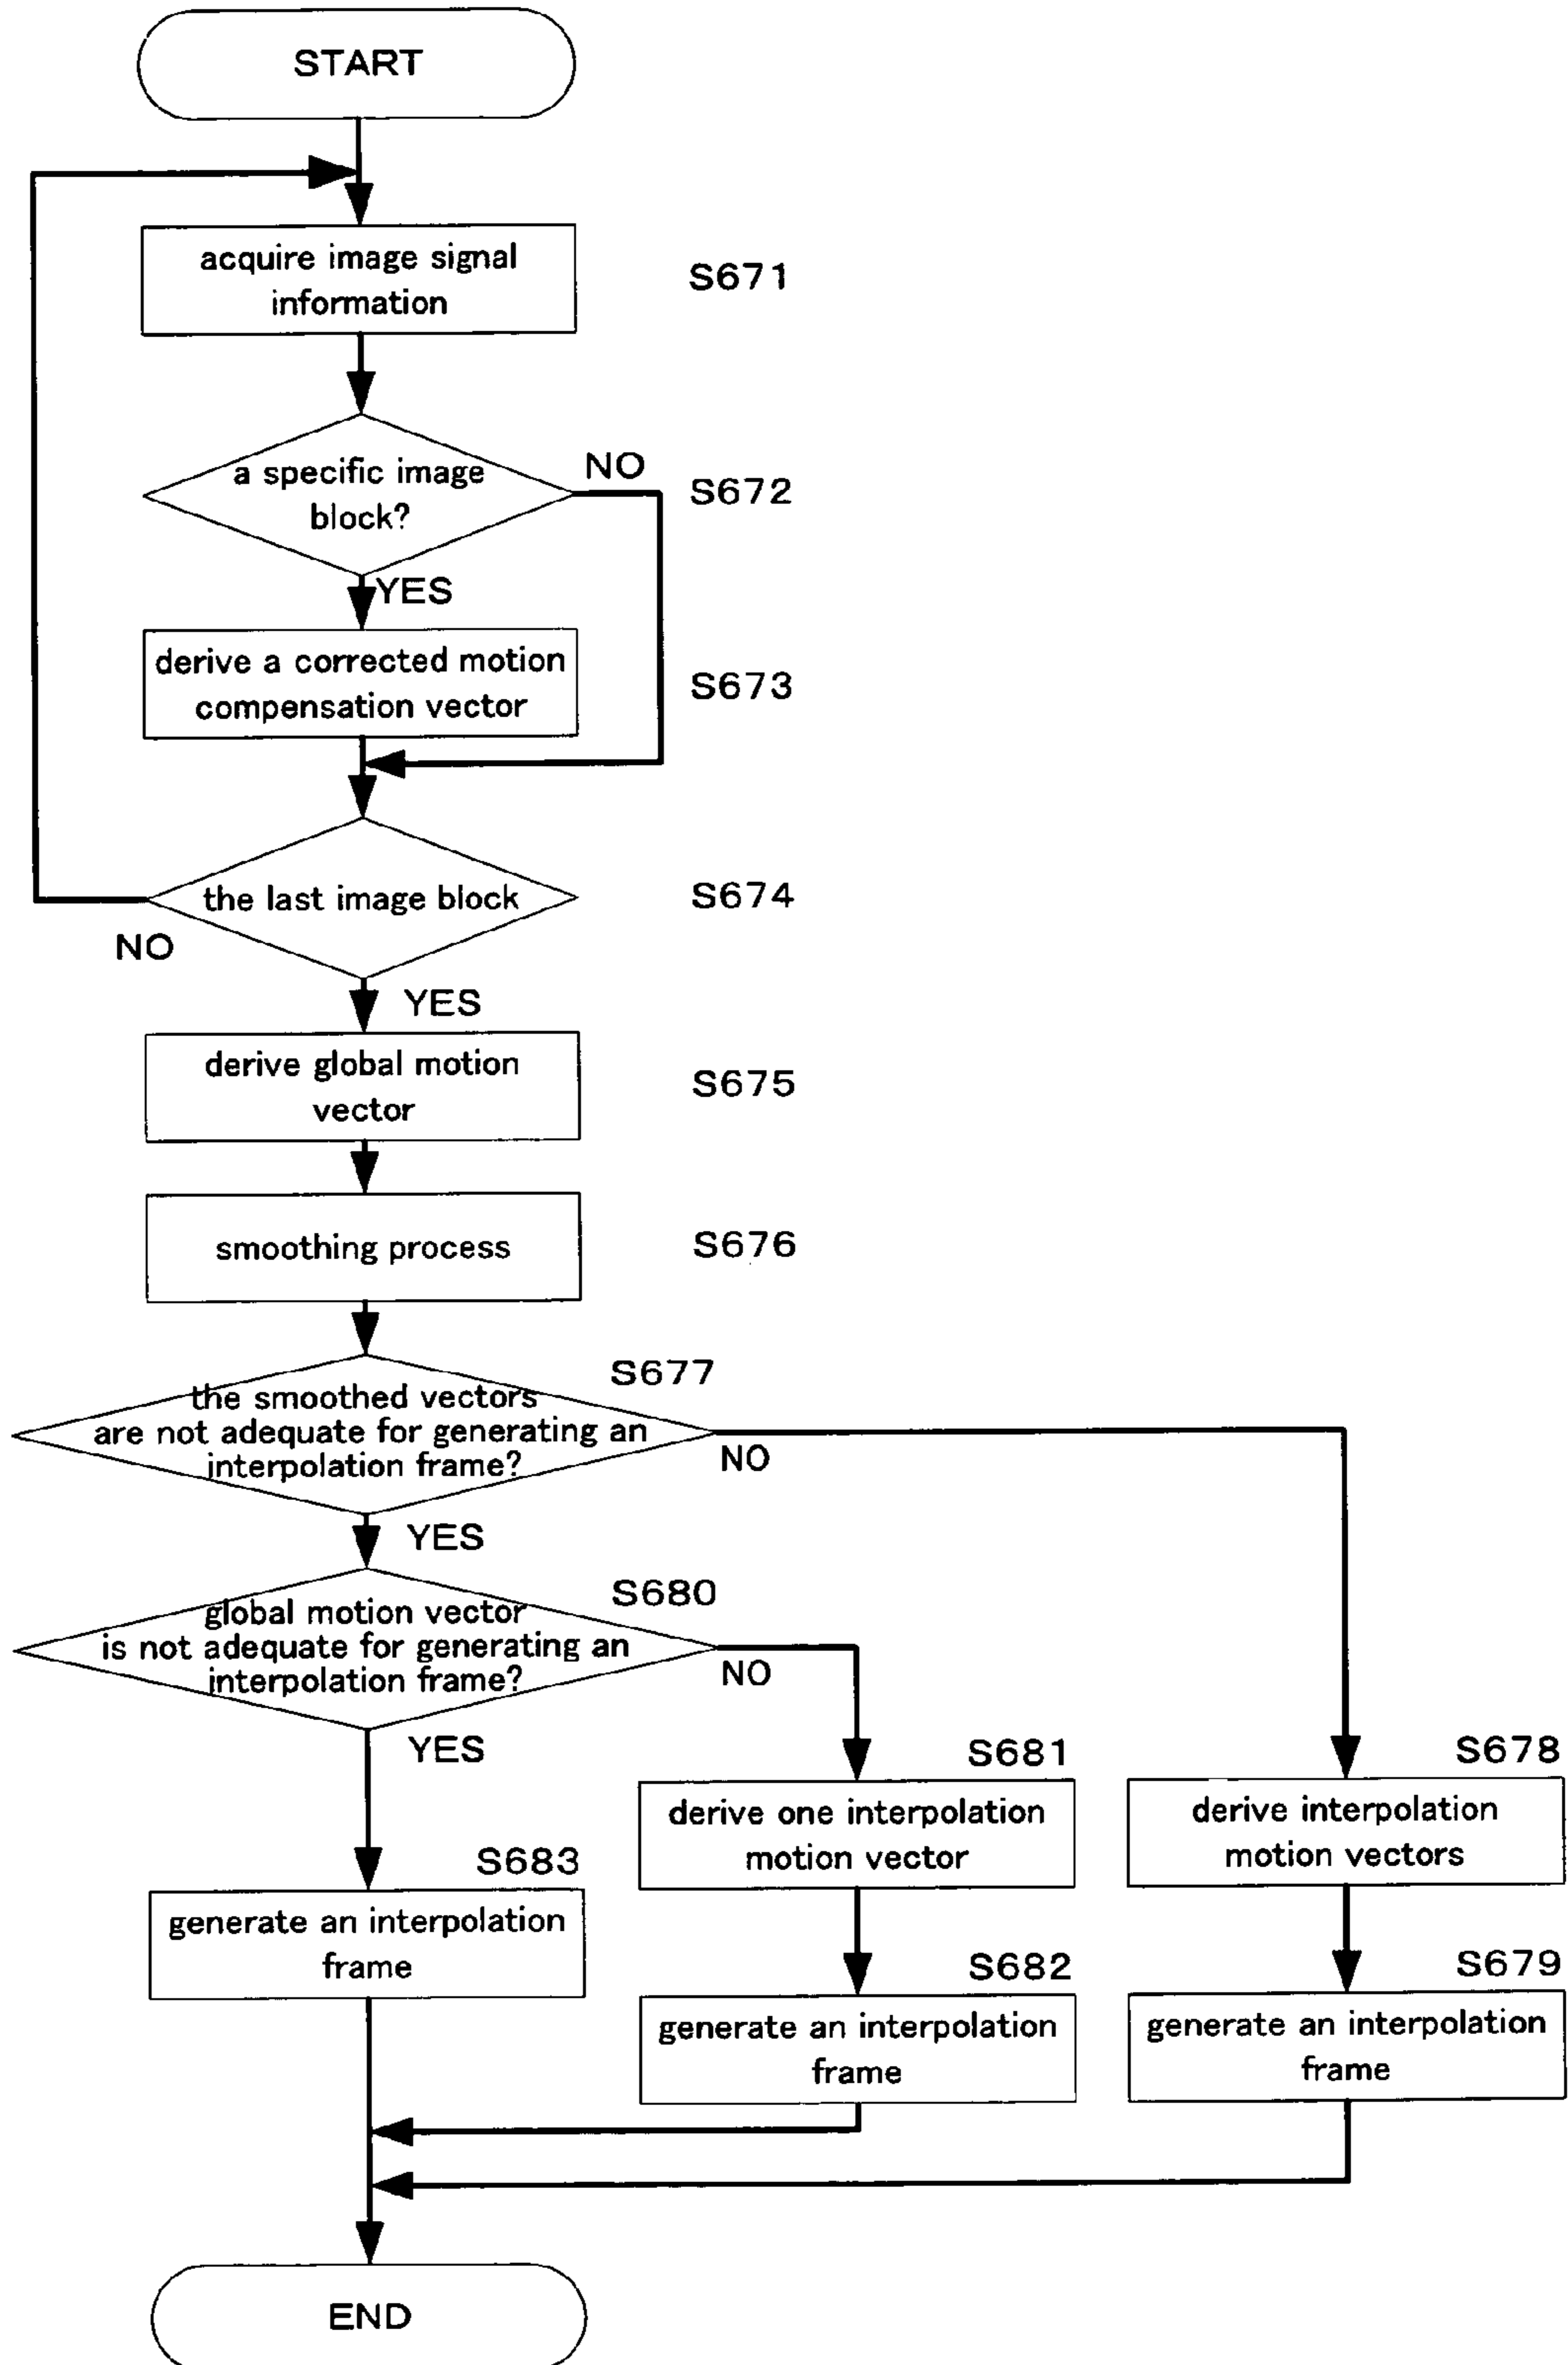 START
acquire image signal
information
S671
a specific image
block?
NO
S672
YES
derive a corrected motion
compensation vector
S673
the last image block
S674
NO
YES
derive global motion
vector
S675
smoothing process
S676
S677
the smoothed vectors
are not adequate for generating an
interpolation frame?
NO
YES
S680
global motion vector
is not adequate for generating an
interpolation frame?
NO
YES
S681
derive one interpolation
motion vector
S678
derive interpolation
motion vectors
S683
generate an interpolation
frame
S682
generate an interpolation
frame
S679
generate an interpolation
frame
END